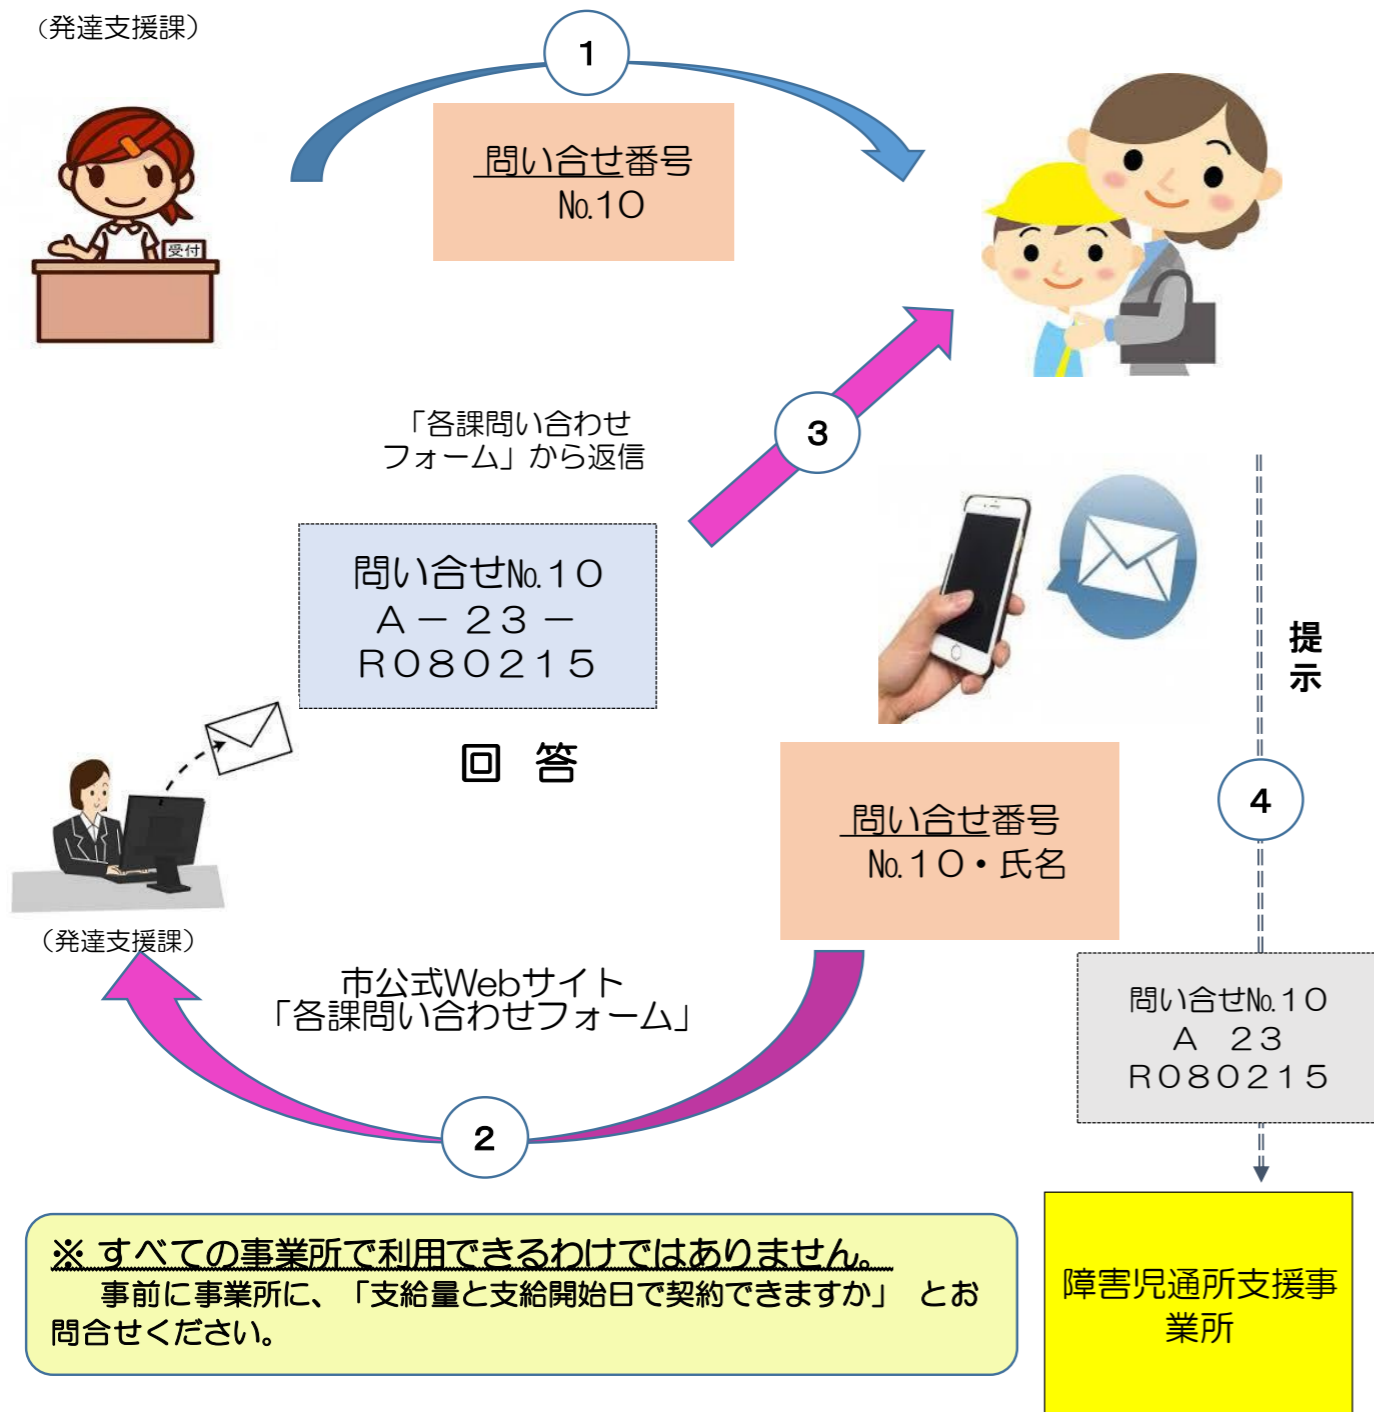 （発達支援課）
1
問い合せ番号
№10
受付
「各課問い合わせ
フォーム」から返信
3
問い合せ№10
A－23－
R080215
回答
提示
問い合せ番号
№10・氏名
4
（発達支援課）
市公式Webサイト
「各課問い合わせフォーム」
2
問い合せ№10
A　23
R080215
※ すべての事業所で利用できるわけではありません。
事前に事業所に、「支給量と支給開始日で契約できますか」 とお
問合せください。
障害児通所支援事
業所